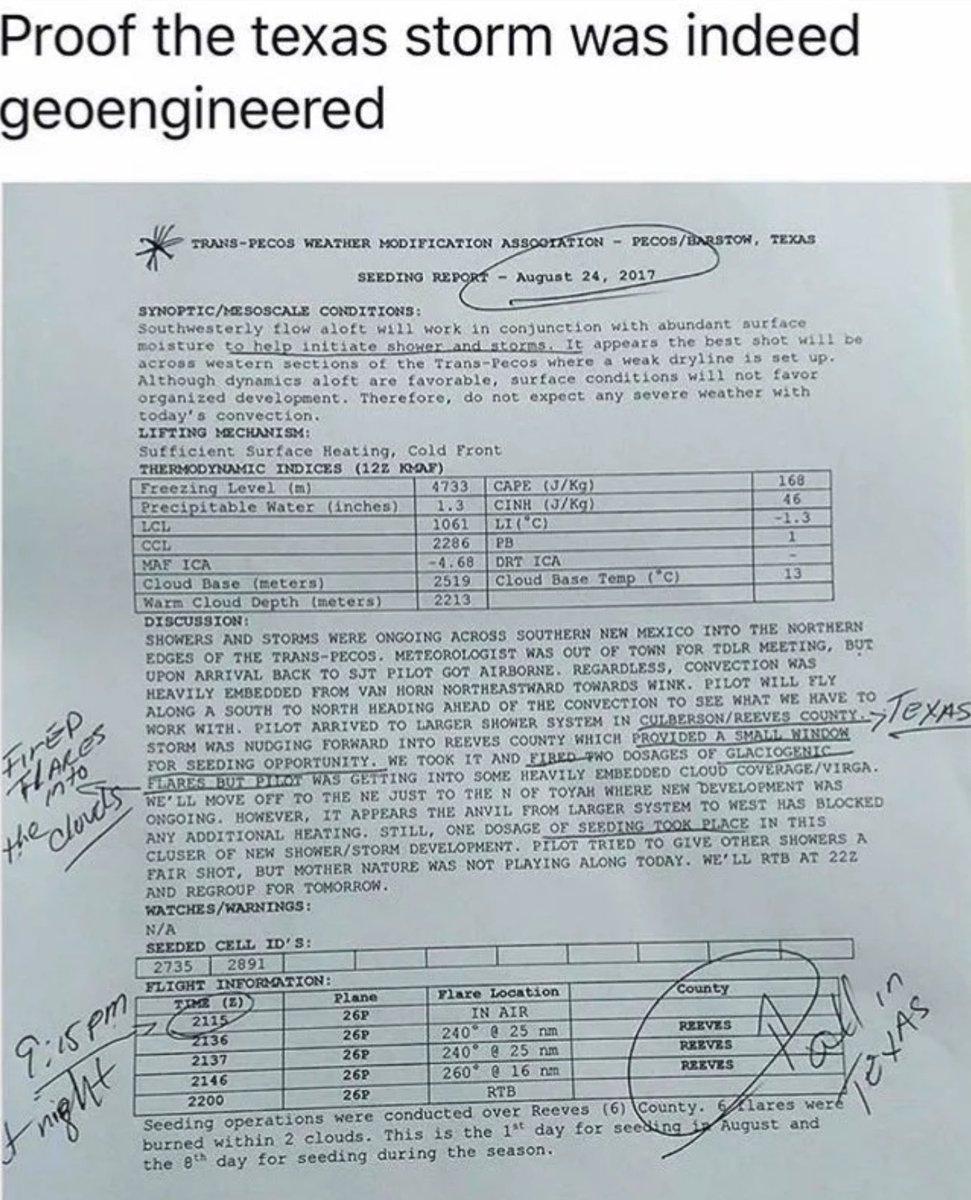 Proof the texas storm was indeed
geoengineered
TRANS-PECOS WEATHER MODIFICATION ASSOCIATION - PECOS/BARSTOW, TEXAS
SEEDING REPORT - August 24, 2017
SYNOPTIC/MESOSCALE CONDITIONS:
Southwesterly flow aloft will work in conjunction with abundant surface
moisture to help initiate shower and storms. It appears the best shot will be
across western sections of the Trans-Pecos where a weak dryline is set up.
Although dynamics aloft are favorable, surface conditions will not favor
organized development. Therefore, do not expect any severe weather with
today's convection.
LIFTING MECHANISM:
Sufficient Surface Heating, Cold Front
THERMODYNAMIC INDICES (12Z KMAF)
Freezing Level (m) 4733 CAPE (J/Kg) 168
Precipitable Water (inches) 1.3 CINH (J/Kg) 46
LCL 1061 LI(°C) -1.3
CCL 2286 PB 1
MAF ICA -4.68 DRT ICA -
Cloud Base (meters) 2519 Cloud Base Temp (°C) 13
Warm Cloud Depth (meters) 2213
DISCUSSION:
SHOWERS AND STORMS WERE ONGOING ACROSS SOUTHERN NEW MEXICO INTO THE NORTHERN
EDGES OF THE TRANS-PECOS. METEOROLOGIST WAS OUT OF TOWN FOR TDLR MEETING, BUT
UPON ARRIVAL BACK TO SJT PILOT GOT AIRBORNE. REGARDLESS, CONVECTION WAS
HEAVILY EMBEDDED FROM VAN HORN NORTHEASTWARD TOWARDS WINK. PILOT WILL FLY
ALONG A SOUTH TO NORTH HEADING AHEAD OF THE CONVECTION TO SEE WHAT WE HAVE TO
WORK WITH. PILOT ARRIVED TO LARGER SHOWER SYSTEM IN CULBERSON/REEVES COUNTY.
TEXAS
STORM WAS NUDGING FORWARD INTO REEVES COUNTY WHICH PROVIDED A SMALL WINDOW
FOR SEEDING OPPORTUNITY. WE TOOK IT AND FIRED TWO DOSAGES OF GLACIOGENIC
FLARES BUT PILOT WAS GETTING INTO SOME HEAVILY EMBEDDED CLOUD COVERAGE/VIRGA.
FIRED
FLARES
INTO
the clouds
WE'LL MOVE OFF TO THE NE JUST TO THE N OF TOYAH WHERE NEW DEVELOPMENT WAS
ONGOING. HOWEVER, IT APPEARS THE ANVIL FROM LARGER SYSTEM TO WEST HAS BLOCKED
ANY ADDITIONAL HEATING. STILL, ONE DOSAGE OF SEEDING TOOK PLACE IN THIS
CLUSER OF NEW SHOWER/STORM DEVELOPMENT. PILOT TRIED TO GIVE OTHER SHOWERS A
FAIR SHOT, BUT MOTHER NATURE WAS NOT PLAYING ALONG TODAY. WE'LL RTB AT 22Z
AND REGROUP FOR TOMORROW.
WATCHES/WARNINGS:
N/A
SEEDED CELL ID'S:
2735 2891
FLIGHT INFORMATION:
TIME (Z) Plane Flare Location County
2115 26P IN AIR
2136 26P 240° @ 25 nm REEVES
2137 26P 240° @ 25 nm REEVES
2146 26P 260° @ 16 nm REEVES
2200 26P RTB
9:15 pm
night
all in
TEXAS
Seeding operations were conducted over Reeves (6) County. 6 flares were
burned within 2 clouds. This is the 1st day for seeding in August and
the 8th day for seeding during the season.